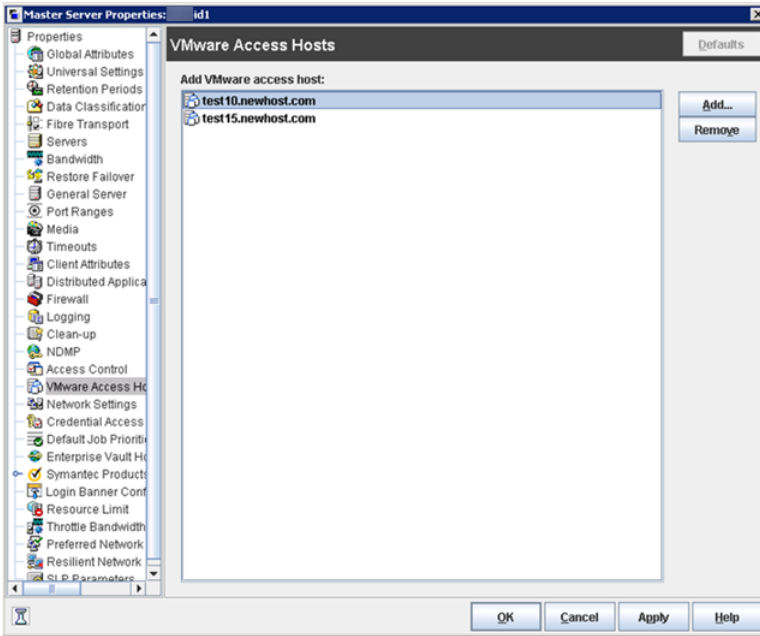 Master Server Properties: id1
Properties
Global Attributes
Universal Settings
Retention Periods
Data Classification
Fibre Transport
Servers
Bandwidth
Restore Failover
General Server
Port Ranges
Media
Timeouts
Client Attributes
Distributed Applica
Firewall
Logging
Clean-up
NDMP
Access Control
VMware Access Ho
Network Settings
Credential Access
Default Job Prioriti
Enterprise Vault Ho
Symantec Products
Login Banner Conf
Resource Limit
Throttle Bandwidth
Preferred Network
Resilient Network
SLP Parameters
VMware Access Hosts
Defaults
Add VMware access host:
test10.newhost.com
test15.newhost.com
Add...
Remove
OK
Cancel
Apply
Help